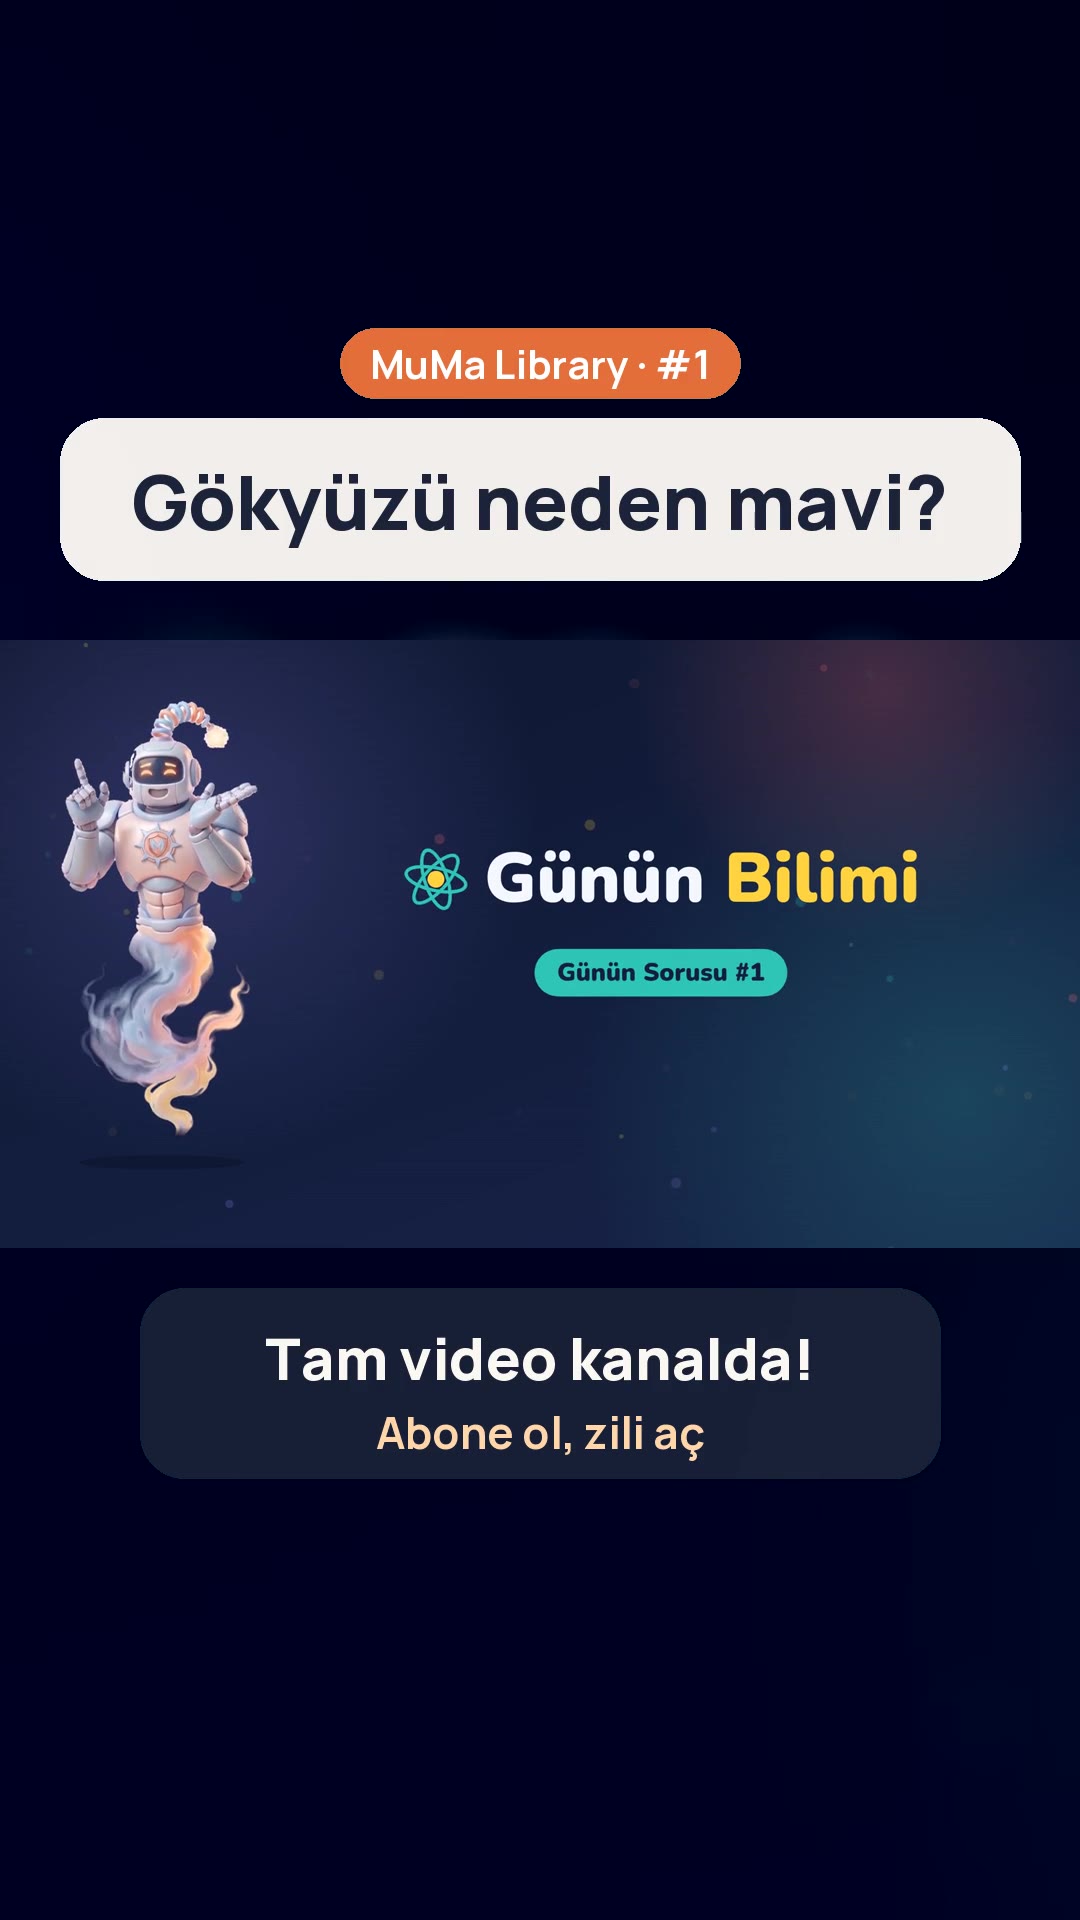 MuMa Library · #1
Gökyüzü neden mavi?
Günün Bilimi
Günün Sorusu #1
Tam video kanalda!
Abone ol, zili aç